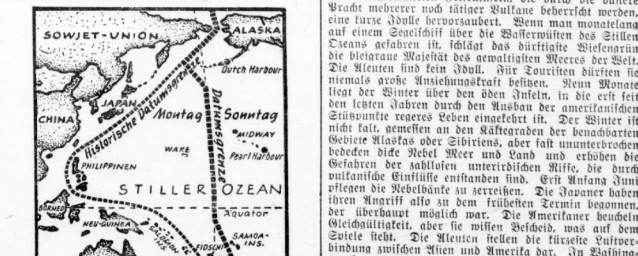 SOWJET-UNION
ALASKA
Dutch Harbour
JAPAN
CHINA
Historische Datumsgrenze
Montag
Datumsgrenze
Sonntag
MIDWAY
WAKE
Pearl Harbour
PHILIPPINEN
STILLER OZEAN
BORNEO
NEU-GUINEA
Äquator
SALOMON INS.
FIDSCHI
SAMOA-INS.
Pracht mehrerer noch tätiger Vulkane beherrscht werden,
eine kurze Idylle hervorzaubert. Wenn man monatelang
auf einem Segelschiff über die Wasserwüsten des Stillen
Ozeans gefahren ist, schlägt das dürftigste Wiesengrün
die bleigraue Majestät des gewaltigsten Meeres der Welt.
Die Aleuten sind kein Idyll. Für Touristen dürften sie
niemals große Anziehungskraft besitzen. Neun Monate
liegt der Winter über den öden Inseln, in die erst seit
den letzten Jahren durch den Ausbau der amerikanischen
Stützpunkte regeres Leben eingekehrt ist. Der Winter ist
nicht kalt, gemessen an den Kältegraden der benachbarten
Gebiete Alaskas oder Sibiriens, aber fast ununterbrochen
bedecken dicke Nebel Meer und Land und erhöhen die
Gefahren der zahllosen unterirdischen Riffe, die durch
vulkanische Einflüsse entstanden sind. Erst Anfang Juni
pflegen die Nebelbänke zu zerreißen. Die Japaner haben
ihren Angriff also zu dem frühesten Termin begonnen,
der überhaupt möglich war. Die Amerikaner heucheln
Gleichgültigkeit, aber sie wissen Bescheid, was auf dem
Spiele steht. Die Aleuten stellen die kürzeste Luftver-
bindung zwischen Asien und Amerika dar. In Washing-